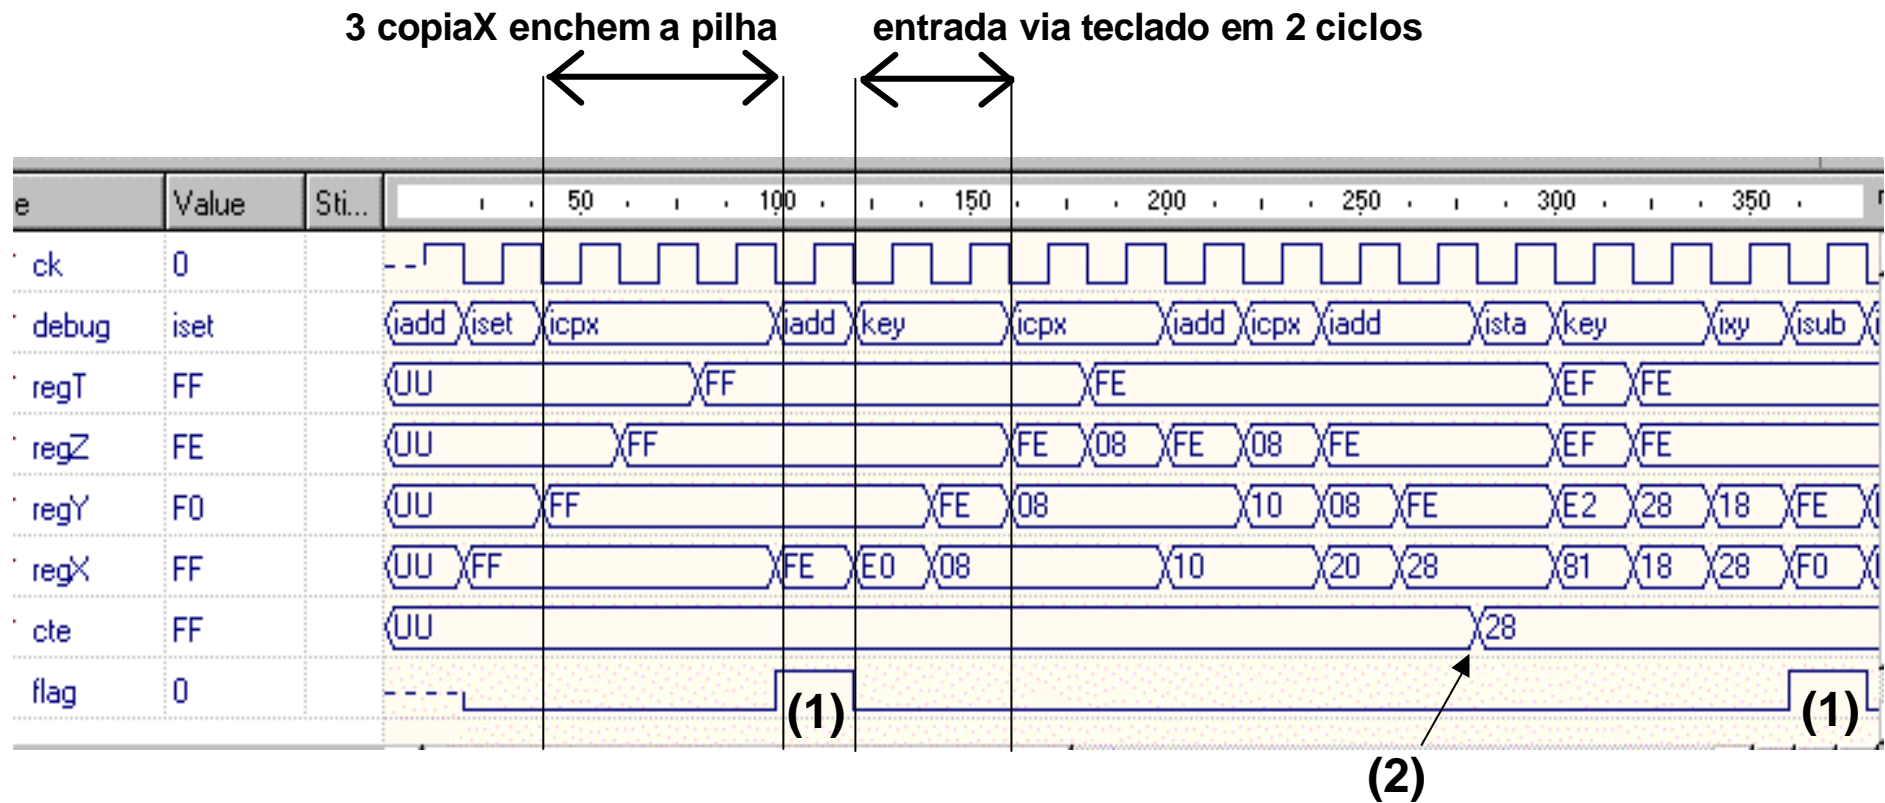 3 copiaX enchem a pilha entrada via teclado em 2 ciclos
e Value Sti... 50 100 150 200 250 300 350
ck 0
debug iset iadd iset icpx iadd key icpx iadd icpx iadd ista key ixy isub
regT FF UU FF FE EF FE
regZ FE UU FF FE 08 FE 08 FE EF FE
regY F0 UU FF FE 08 10 08 FE E2 28 18 FE
regX FF UU FF FE E0 08 10 20 28 81 18 28 F0
cte FF UU 28
flag 0 (1) (1)
(2)